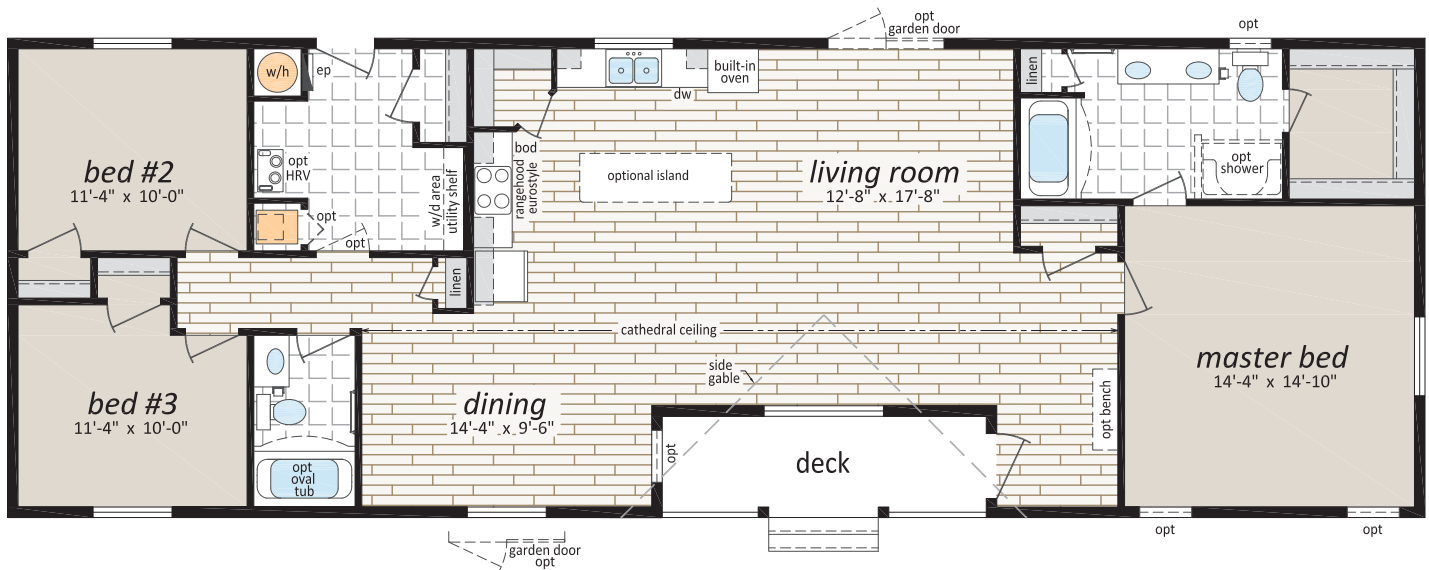 opt
garden door
opt
w/h
ep
linen
built-in
oven
dw
bed #2
11'-4" x 10'-0"
opt
HRV
bod
rangehood
eurostyle
optional island
living room
12'-8" x 17'-8"
opt
shower
w/d area
utility shelf
opt
opt
linen
cathedral ceiling
side
gable
master bed
14'-4" x 14'-10"
bed #3
11'-4" x 10'-0"
dining
14'-4" x 9'-6"
opt bench
opt
deck
opt
oval
tub
opt
opt
garden door
opt